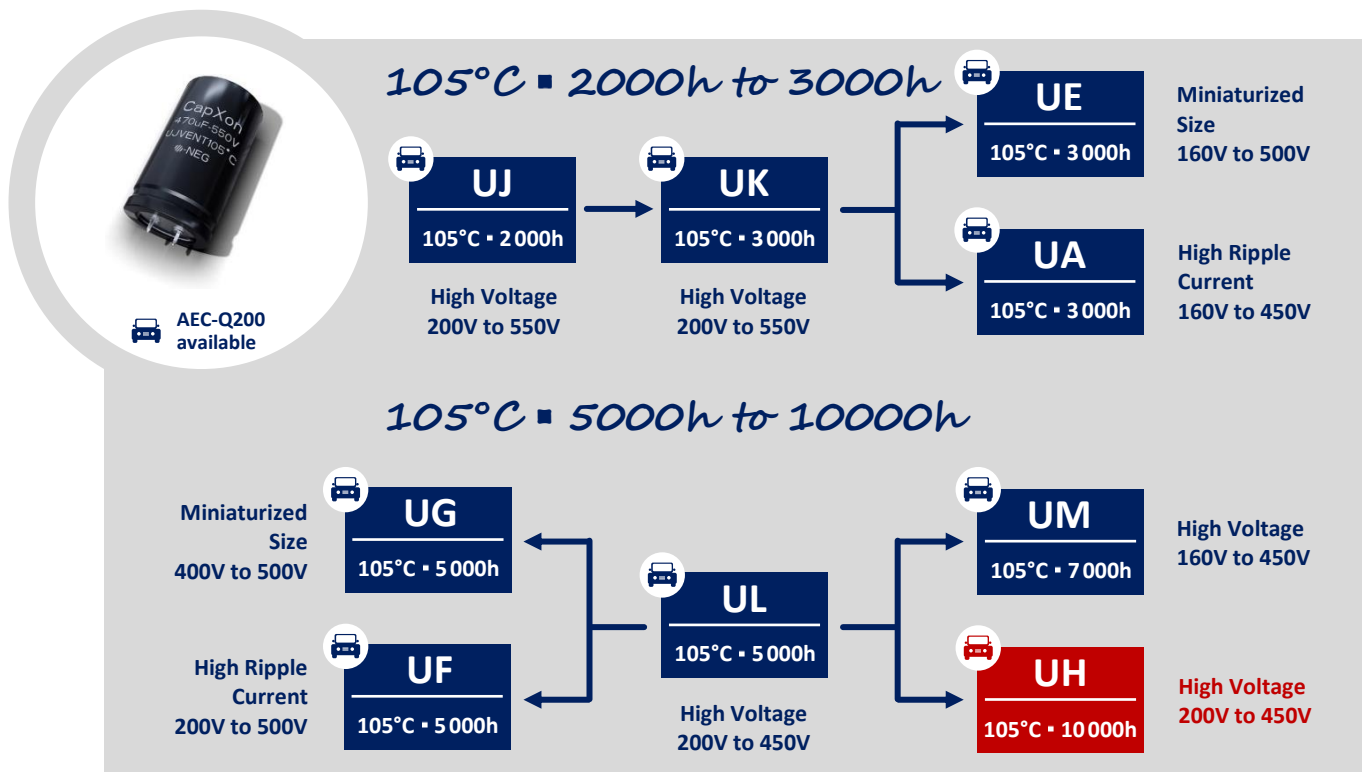 105°C ▪ 2000h to 3000h
CapXon
470uF-550V
UJVENT105°C
-NEG
AEC-Q200
available
UJ
105°C ▪ 2000h
High Voltage
200V to 550V
UK
105°C ▪ 3000h
High Voltage
200V to 550V
UE
105°C ▪ 3000h
Miniaturized
Size
160V to 500V
UA
105°C ▪ 3000h
High Ripple
Current
160V to 450V
105°C ▪ 5000h to 10000h
Miniaturized
Size
400V to 500V
UG
105°C ▪ 5000h
High Ripple
Current
200V to 500V
UF
105°C ▪ 5000h
UL
105°C ▪ 5000h
High Voltage
200V to 450V
UM
105°C ▪ 7000h
High Voltage
160V to 450V
UH
105°C ▪ 10000h
High Voltage
200V to 450V